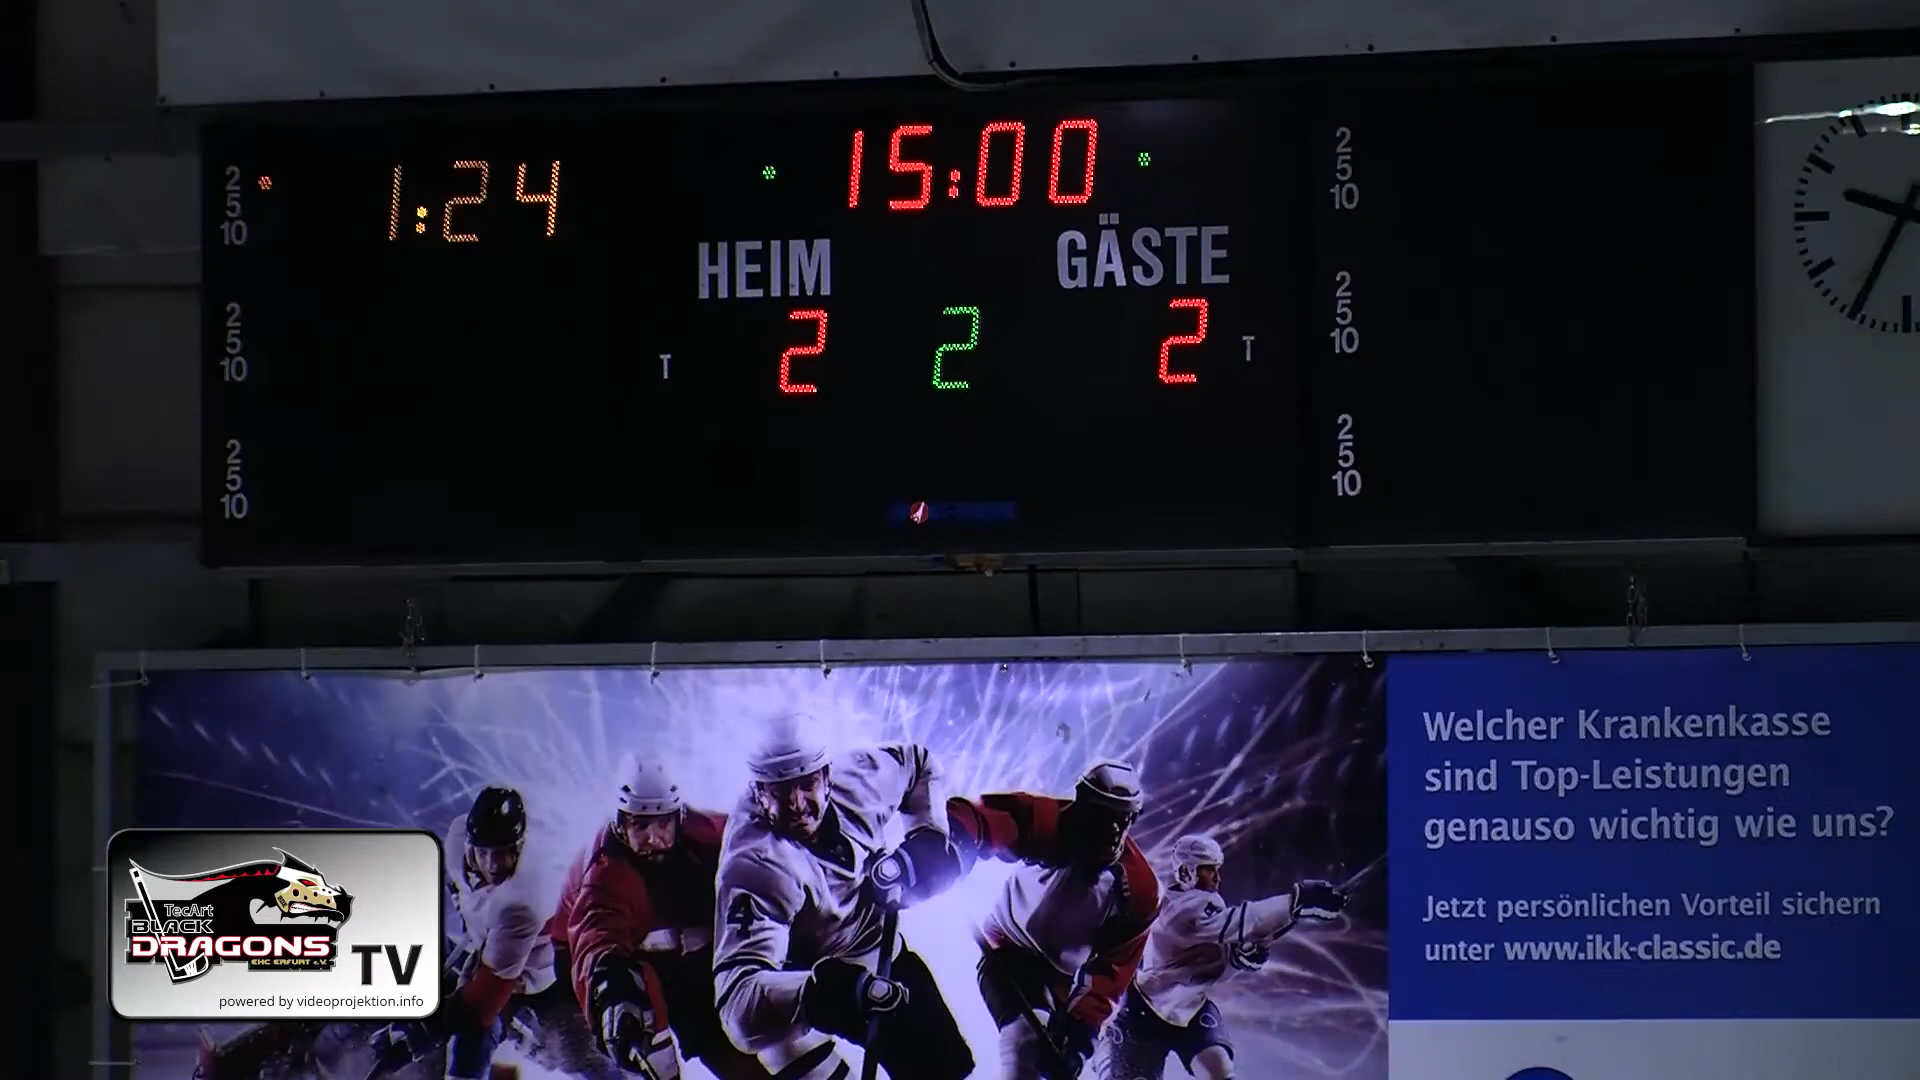 15:00
2
5
10
1:24
2
5
10
HEIM
GÄSTE
2
5
10
T
2
2
2
T
2
5
10
2
5
10
2
5
10
Welcher Krankenkasse
sind Top-Leistungen
genauso wichtig wie uns?
Jetzt persönlichen Vorteil sichern
unter www.ikk-classic.de
4
TecArt
BLACK
DRAGONS
EHC ERFURT e.V.
TV
powered by videoprojektion.info